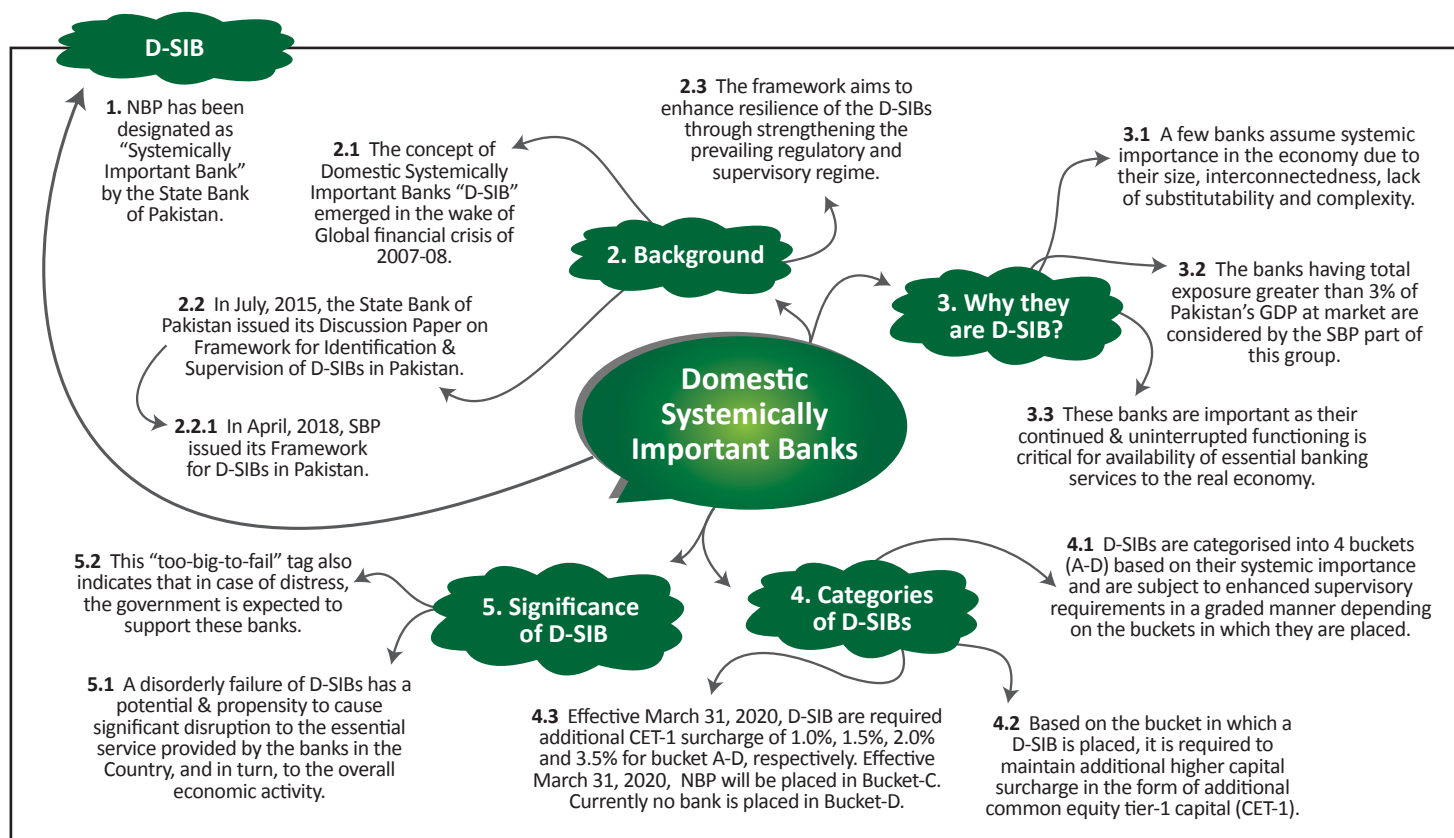 D-SIB
1. NBP has been
designated as
“Systemically
Important Bank”
by the State Bank
of Pakistan.
Domestic
Systemically
Important Banks
2. Background
2.1 The concept of
Domestic Systemically
Important Banks “D-SIB”
emerged in the wake of
Global financial crisis of
2007-08.
2.2 In July, 2015, the State Bank of
Pakistan issued its Discussion Paper on
Framework for Identification &
Supervision of D-SIBs in Pakistan.
2.2.1 In April, 2018, SBP
issued its Framework
for D-SIBs in Pakistan.
2.3 The framework aims to
enhance resilience of the D-SIBs
through strengthening the
prevailing regulatory and
supervisory regime.
3. Why they
are D-SIB?
3.1 A few banks assume systemic
importance in the economy due to
their size, interconnectedness, lack
of substitutability and complexity.
3.2 The banks having total
exposure greater than 3% of
Pakistan’s GDP at market are
considered by the SBP part of
this group.
3.3 These banks are important as their
continued & uninterrupted functioning is
critical for availability of essential banking
services to the real economy.
4. Categories
of D-SIBs
4.1 D-SIBs are categorised into 4 buckets
(A-D) based on their systemic importance
and are subject to enhanced supervisory
requirements in a graded manner depending
on the buckets in which they are placed.
4.2 Based on the bucket in which a
D-SIB is placed, it is required to
maintain additional higher capital
surcharge in the form of additional
common equity tier-1 capital (CET-1).
4.3 Effective March 31, 2020, D-SIB are required
additional CET-1 surcharge of 1.0%, 1.5%, 2.0%
and 3.5% for bucket A-D, respectively. Effective
March 31, 2020, NBP will be placed in Bucket-C.
Currently no bank is placed in Bucket-D.
5. Significance
of D-SIB
5.2 This “too-big-to-fail” tag also
indicates that in case of distress,
the government is expected to
support these banks.
5.1 A disorderly failure of D-SIBs has a
potential & propensity to cause
significant disruption to the essential
service provided by the banks in the
Country, and in turn, to the overall
economic activity.